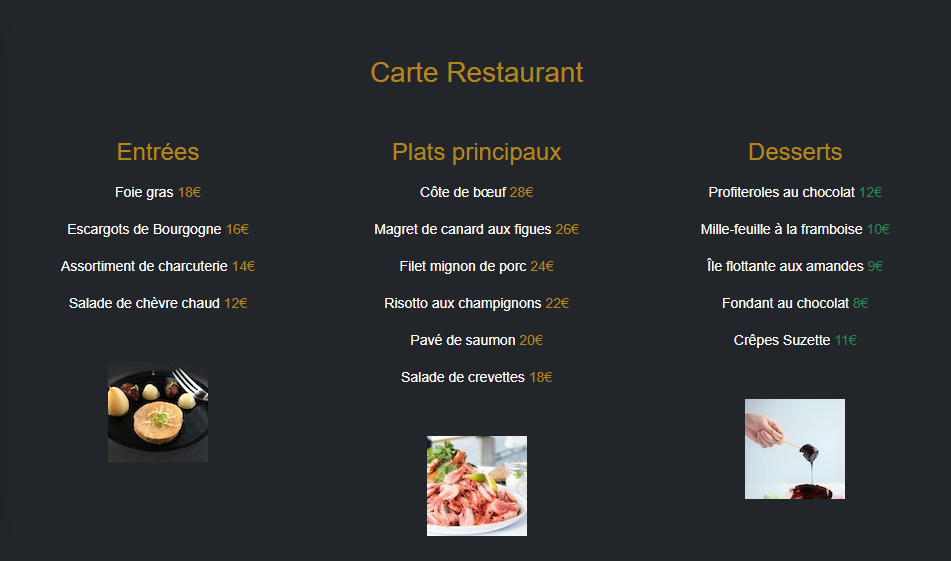 Carte Restaurant
Entrées
Foie gras 18€
Escargots de Bourgogne 16€
Assortiment de charcuterie 14€
Salade de chèvre chaud 12€
Plats principaux
Côte de bœuf 28€
Magret de canard aux figues 26€
Filet mignon de porc 24€
Risotto aux champignons 22€
Pavé de saumon 20€
Salade de crevettes 18€
Desserts
Profiteroles au chocolat 12€
Mille-feuille à la framboise 10€
Île flottante aux amandes 9€
Fondant au chocolat 8€
Crêpes Suzette 11€